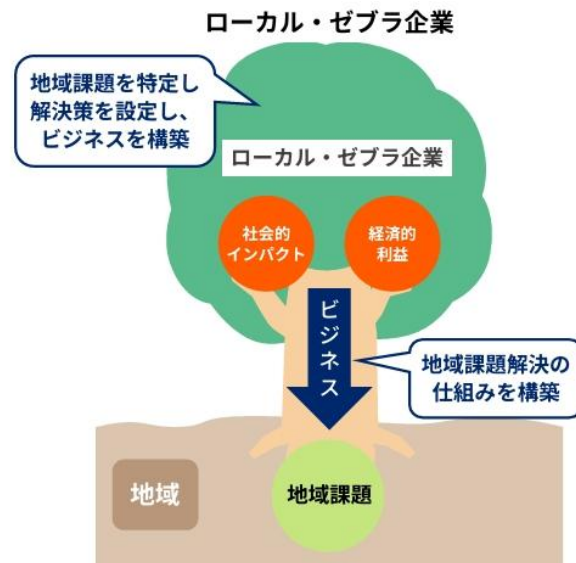 ローカル・ゼブラ企業
地域課題を特定し
解決策を設定し、
ビジネスを構築
ローカル・ゼブラ企業
社会的
インパクト
経済的
利益
ビジネス
地域課題解決の
仕組みを構築
地域
地域課題